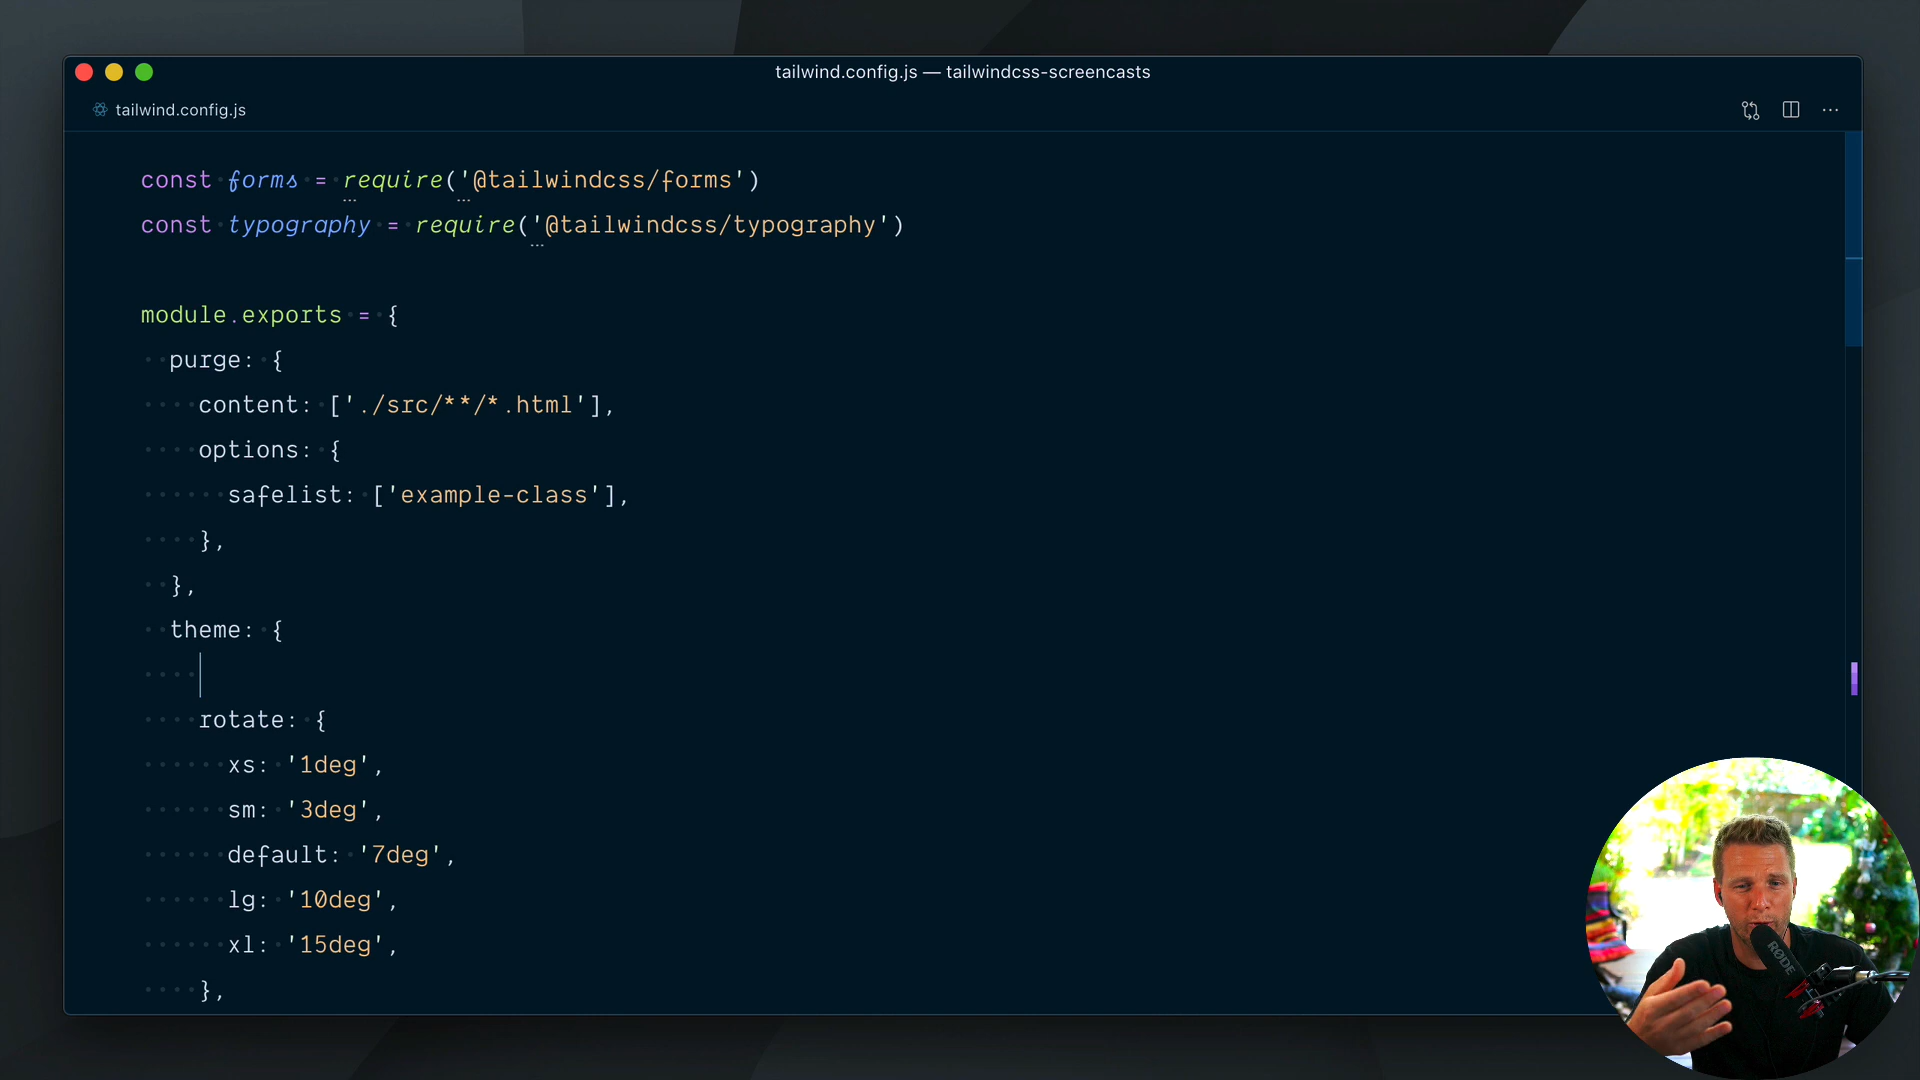 tailwind.config.js — tailwindcss-screencasts
tailwind.config.js
const forms = require('@tailwindcss/forms')
const typography = require('@tailwindcss/typography')
module.exports = {
purge: {
content: ['./src/**/*.html'],
options: {
safelist: ['example-class'],
},
},
theme: {
rotate: {
xs: '1deg',
sm: '3deg',
default: '7deg',
lg: '10deg',
xl: '15deg',
},
RØDE